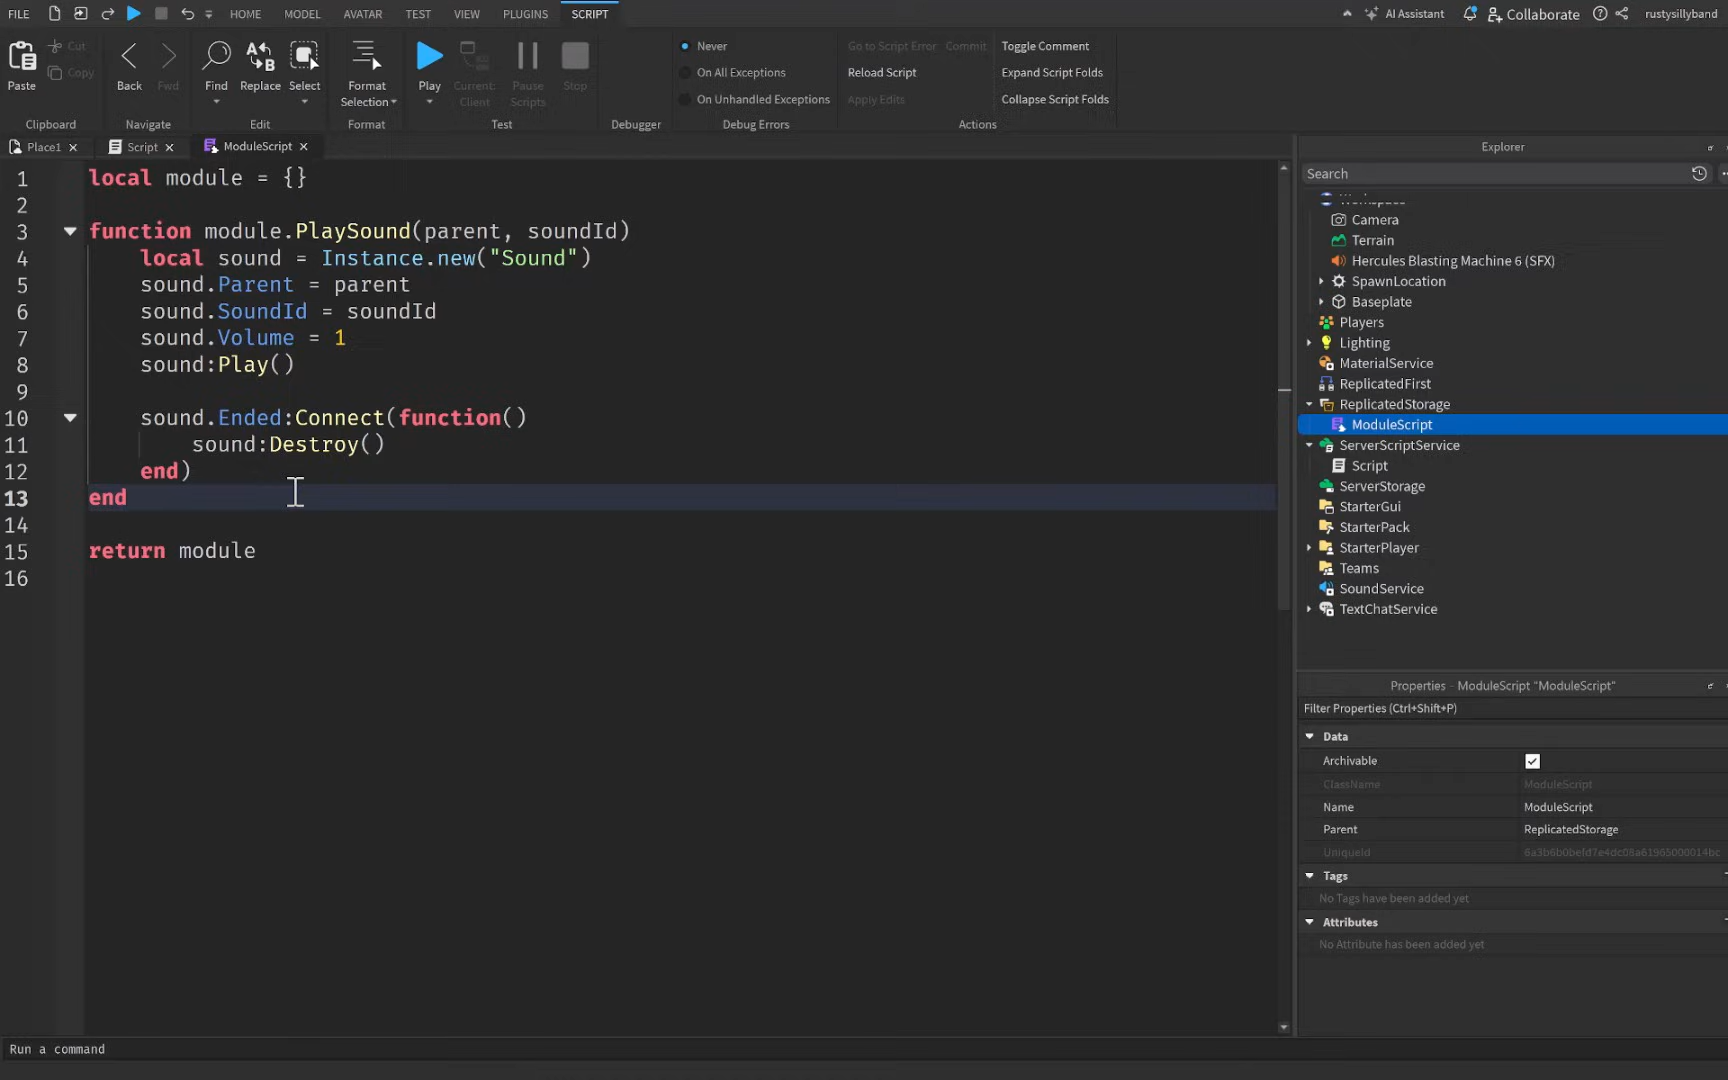 FILE HOME MODEL AVATAR TEST VIEW PLUGINS SCRIPT AI Assistant Collaborate rustysillyband
Paste Cut Copy Back Fwd Find Replace Select Format Selection Play Current: Client Pause Scripts Stop
Never
On All Exceptions
On Unhandled Exceptions
Go to Script Error Commit
Reload Script
Apply Edits
Toggle Comment
Expand Script Folds
Collapse Script Folds
Clipboard Navigate Edit Format Test Debugger Debug Errors Actions
Place1 Script ModuleScript
1 local module = {}
2
3 function module.PlaySound(parent, soundId)
4 local sound = Instance.new("Sound")
5 sound.Parent = parent
6 sound.SoundId = soundId
7 sound.Volume = 1
8 sound:Play()
9
10 sound.Ended:Connect(function()
11 sound:Destroy()
12 end)
13 end
14
15 return module
16
Explorer
Search
Workspace
Camera
Terrain
Hercules Blasting Machine 6 (SFX)
SpawnLocation
Baseplate
Players
Lighting
MaterialService
ReplicatedFirst
ReplicatedStorage
ModuleScript
ServerScriptService
Script
ServerStorage
StarterGui
StarterPack
StarterPlayer
Teams
SoundService
TextChatService
Properties - ModuleScript "ModuleScript"
Filter Properties (Ctrl+Shift+P)
Data
Archivable
ClassName ModuleScript
Name ModuleScript
Parent ReplicatedStorage
UniqueId
Tags
No Tags have been added yet
Attributes
No Attribute has been added yet
Run a command